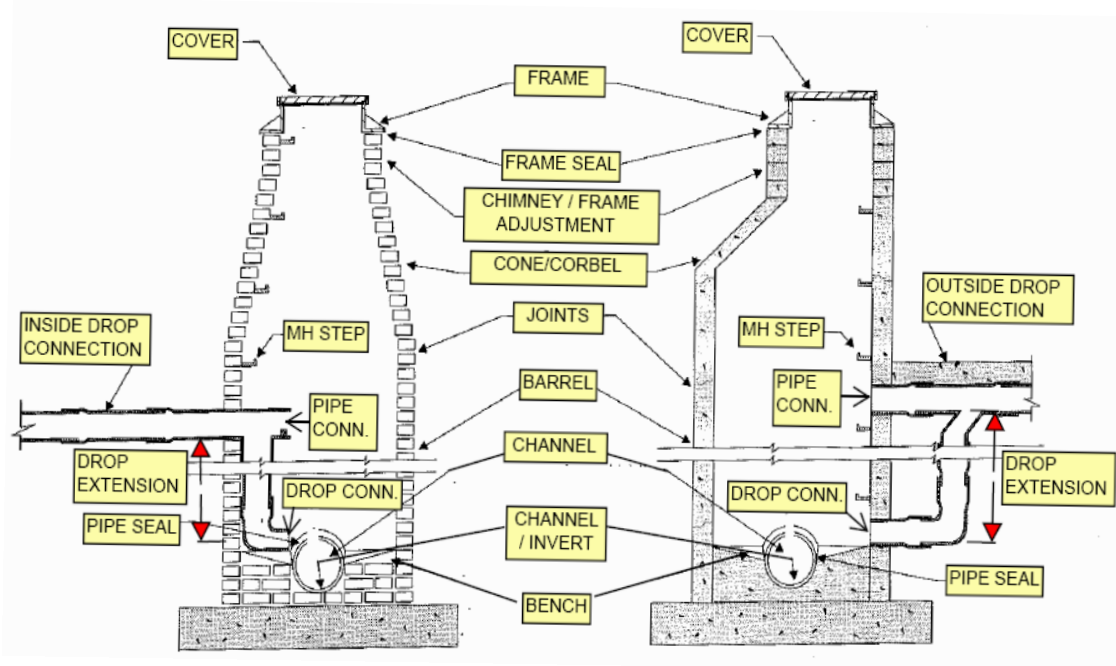 COVER
COVER
FRAME
FRAME SEAL
CHIMNEY / FRAME
ADJUSTMENT
CONE/CORBEL
OUTSIDE DROP
CONNECTION
INSIDE DROP
CONNECTION
MH STEP
JOINTS
MH STEP
BARREL
PIPE
CONN.
PIPE
CONN.
CHANNEL
DROP
EXTENSION
DROP
EXTENSION
DROP CONN.
DROP CONN.
PIPE SEAL
CHANNEL
/ INVERT
PIPE SEAL
BENCH